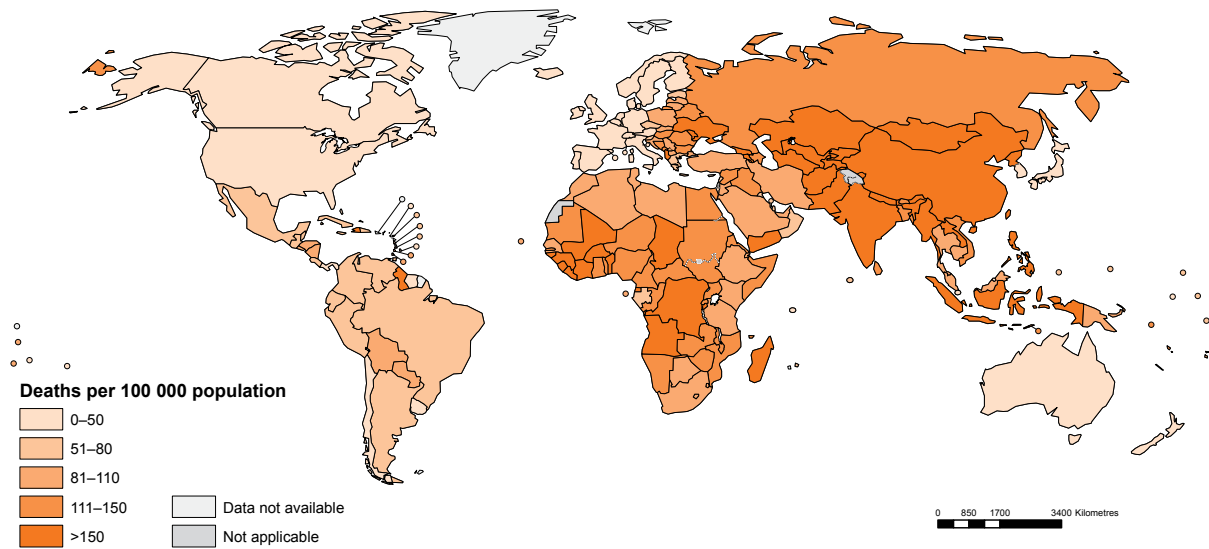 Deaths per 100 000 population
0–50
51–80
81–110
111–150
>150
Data not available
Not applicable
0 850 1700 3400 Kilometres